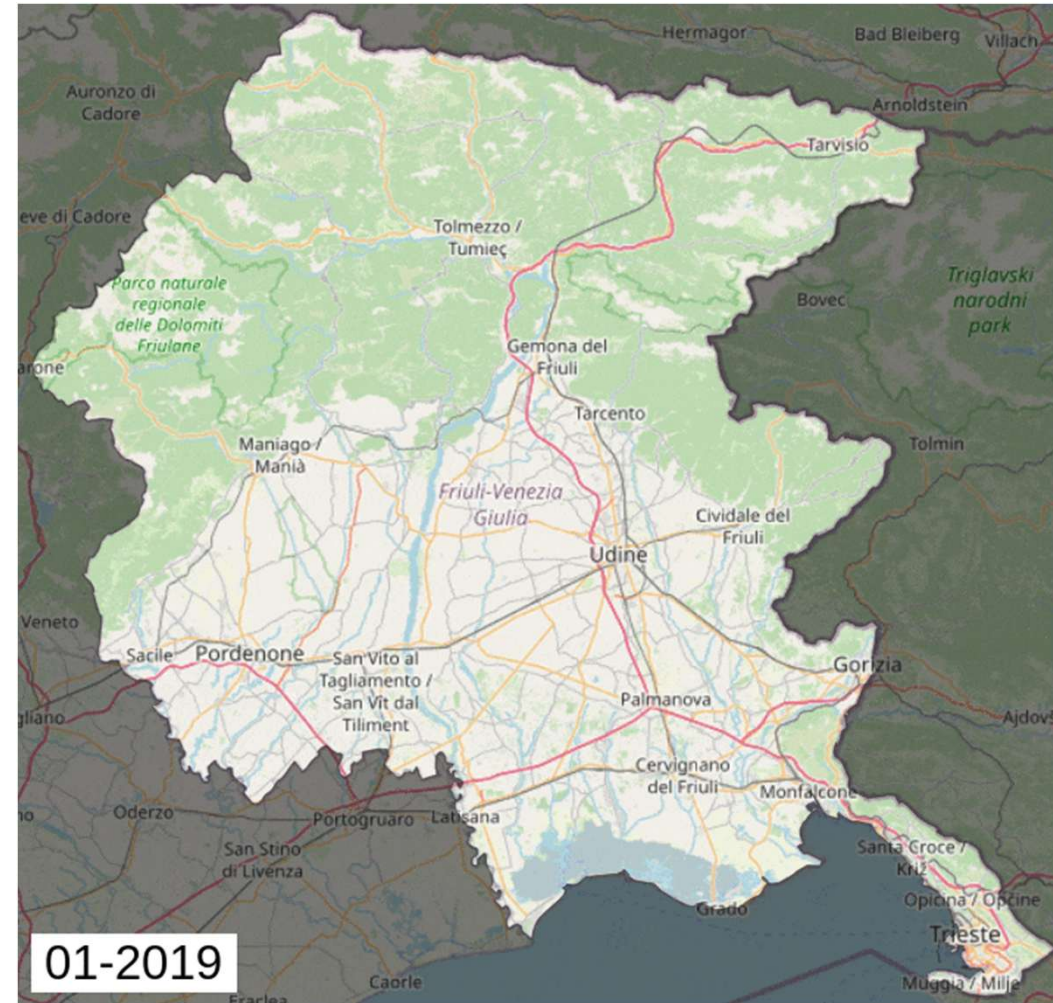 Hermagor
Bad Bleiberg
Villach
Auronzo di
Cadore
Arnoldstein
Tarvisio
eve di Cadore
Tolmezzo /
Tumieç
Parco naturale
regionale
delle Dolomiti
Friulane
Bovec
Triglavski
narodni
park
arone
Gemona del
Friuli
Tarcento
Maniago /
Manià
Tolmin
Friuli-Venezia
Giulia
Cividale del
Friuli
Udine
Veneto
Sacile
Pordenone
San Vito al
Tagliamento /
San Vît dal
Tiliment
Gorizia
Palmanova
gliano
Ajdovš
Cervignano
del Friuli
Monfalcone
no
Oderzo
Portogruaro
Latisana
San Stino
di Livenza
Santa Croce /
Križ
Opicina / Opčine
Grado
Trieste
01-2019
Caorle
Muggia / Milje
Eraclea